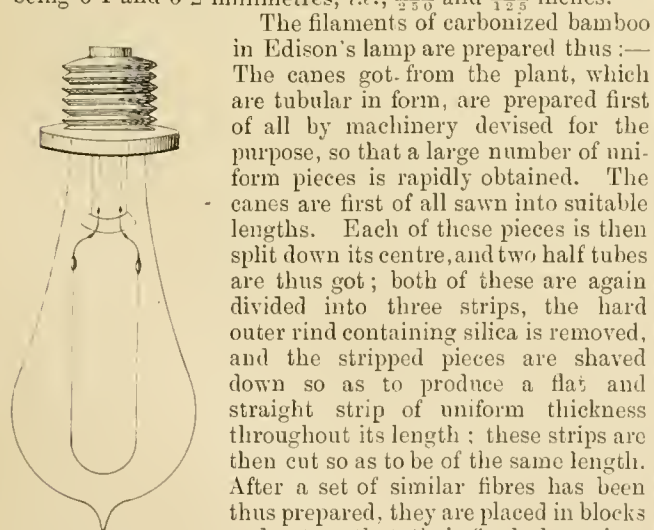 The filaments of carbonized bamboo
in Edison's lamp are prepared thus :—
The canes got from the plant, which
are tubular in form, are prepared first
of all by machinery devised for the
purpose, so that a large number of uni-
form pieces is rapidly obtained. The
canes are first of all sawn into suitable
lengths. Each of these pieces is then
split down its centre, and two half tubes
are thus got ; both of these are again
divided into three strips, the hard
outer rind containing silica is removed,
and the stripped pieces are shaved
down so as to produce a flat and
straight strip of uniform thickness
throughout its length ; these strips are
then cut so as to be of the same length.
After a set of similar fibres has been
thus prepared, they are placed in blocks